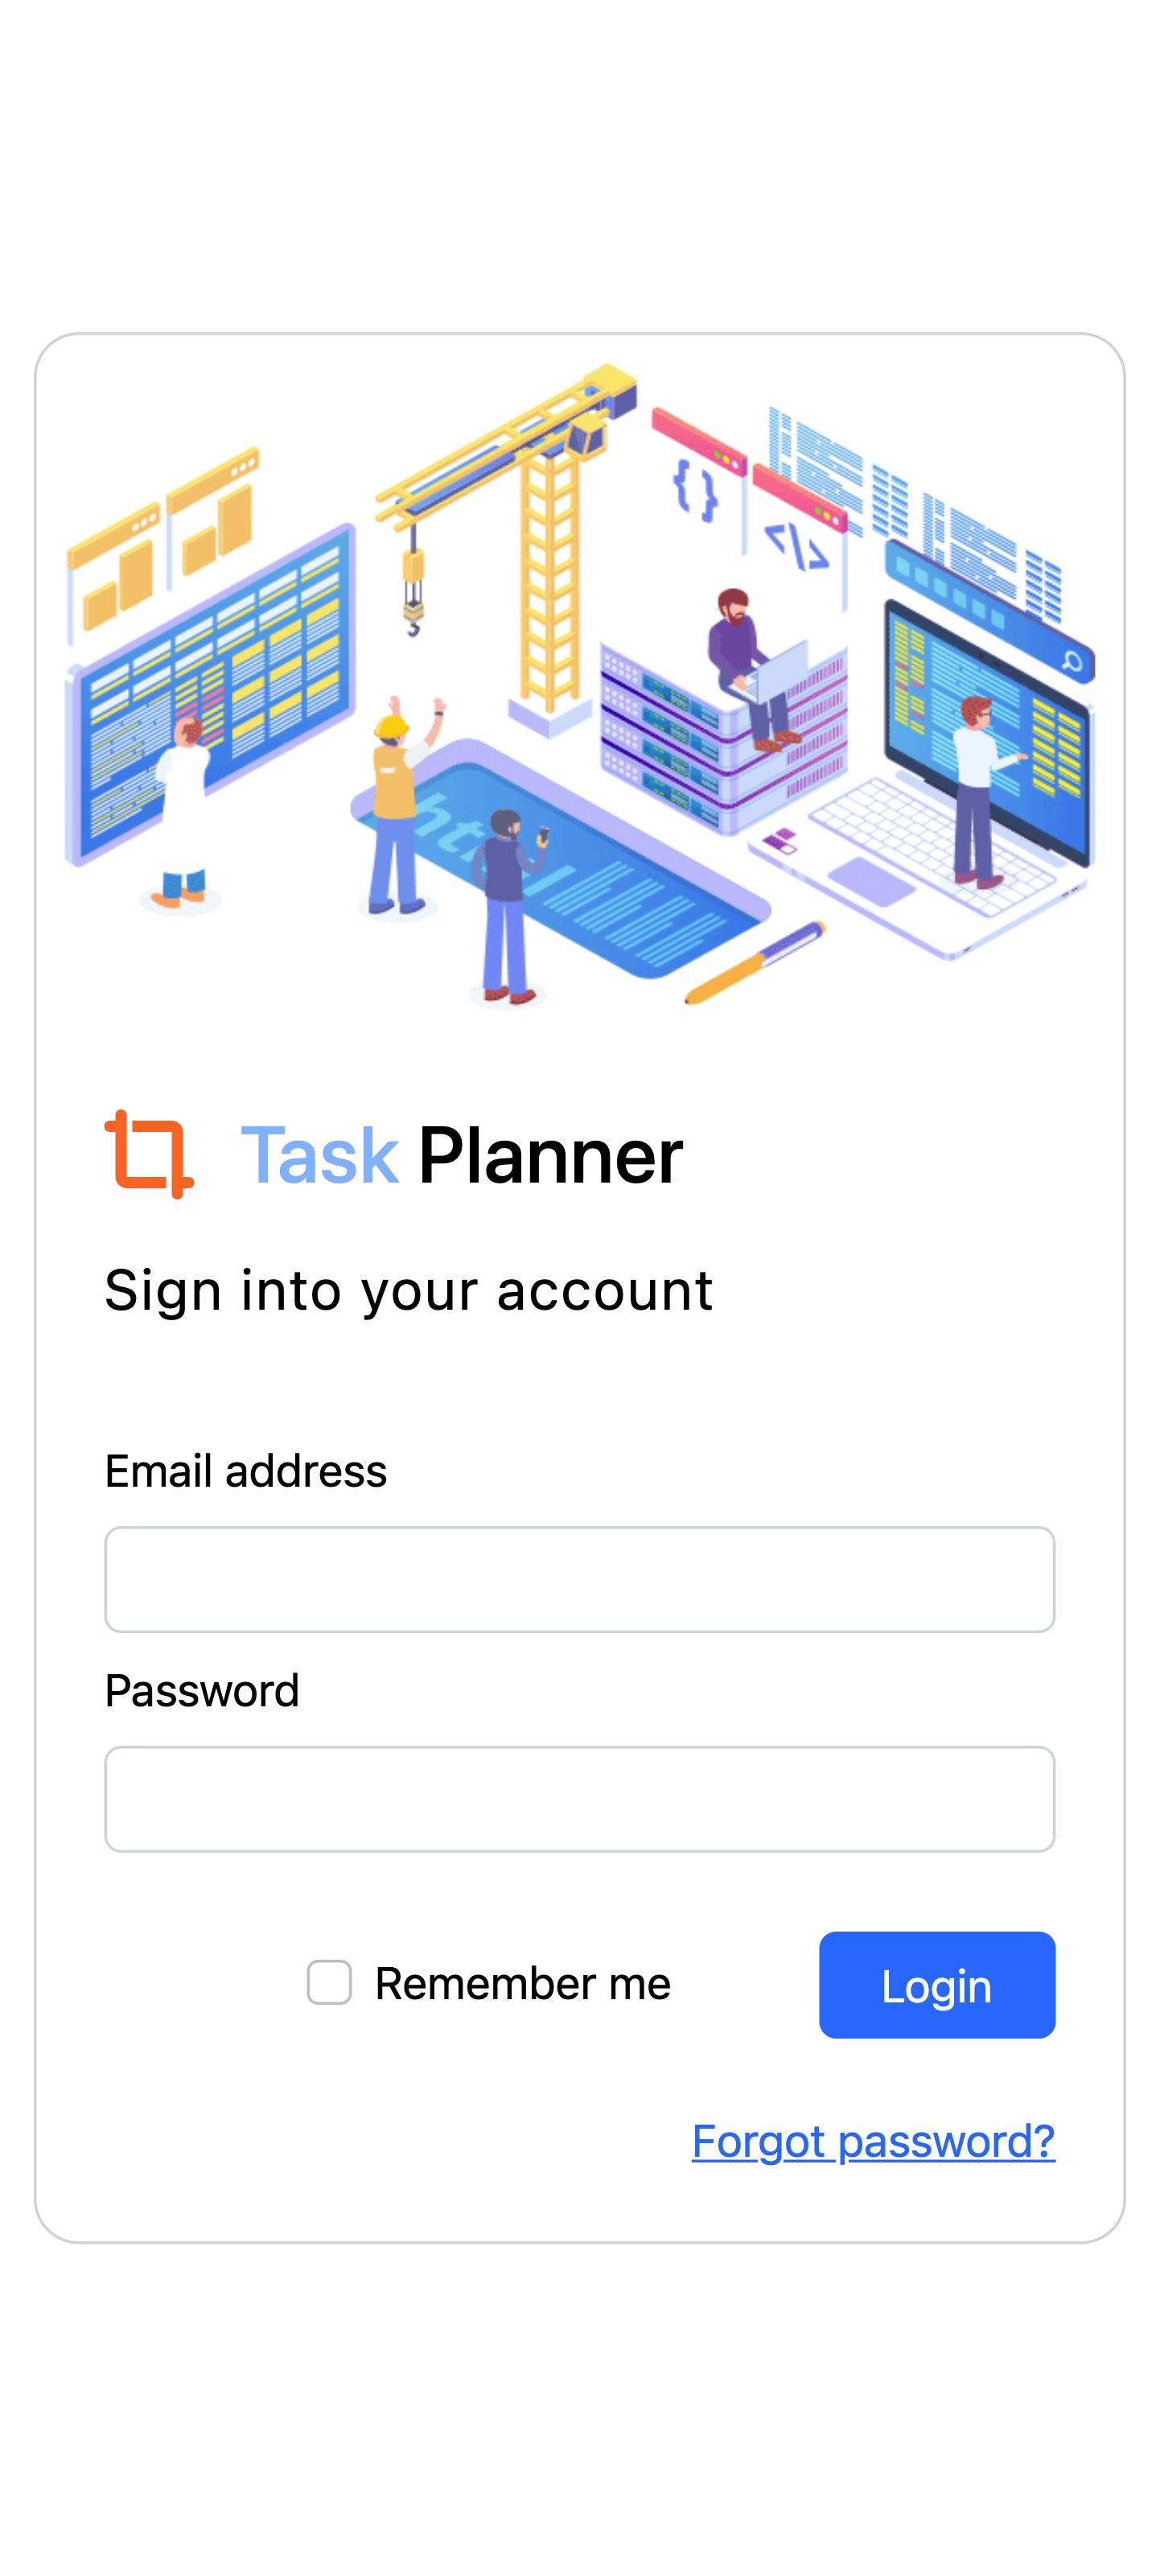 { }
</>
html
Task Planner
Sign into your account
Email address
Password
Remember me
Login
Forgot password?